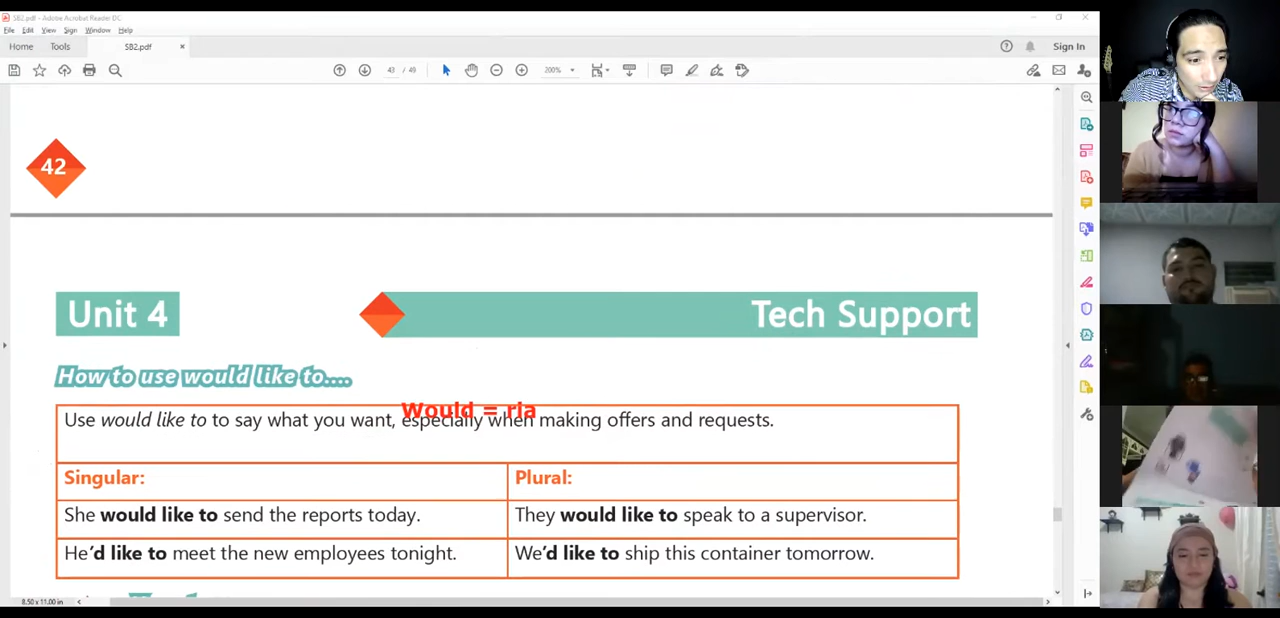 SB2.pdf - Adobe Acrobat Reader DC
File Edit View Sign Window Help
Home Tools SB2.pdf × Sign In
43 / 49 200%
42
Unit 4 Tech Support
How to use would like to....
Would = ría
Use would like to to say what you want, especially when making offers and requests.
Singular: Plural:
She would like to send the reports today. They would like to speak to a supervisor.
He'd like to meet the new employees tonight. We'd like to ship this container tomorrow.
8.50 x 11.00 in